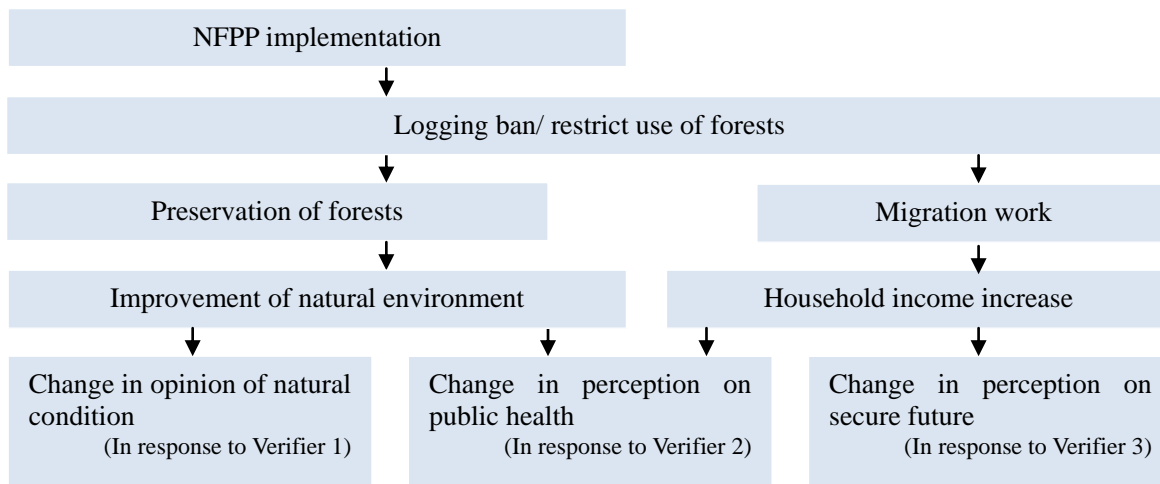 NFPP implementation
Logging ban/ restrict use of forests
Preservation of forests
Migration work
Improvement of natural environment
Household income increase
Change in opinion of natural
condition
(In response to Verifier 1)
Change in perception on
public health
(In response to Verifier 2)
Change in perception on
secure future
(In response to Verifier 3)